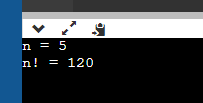 n = 5
n! = 120